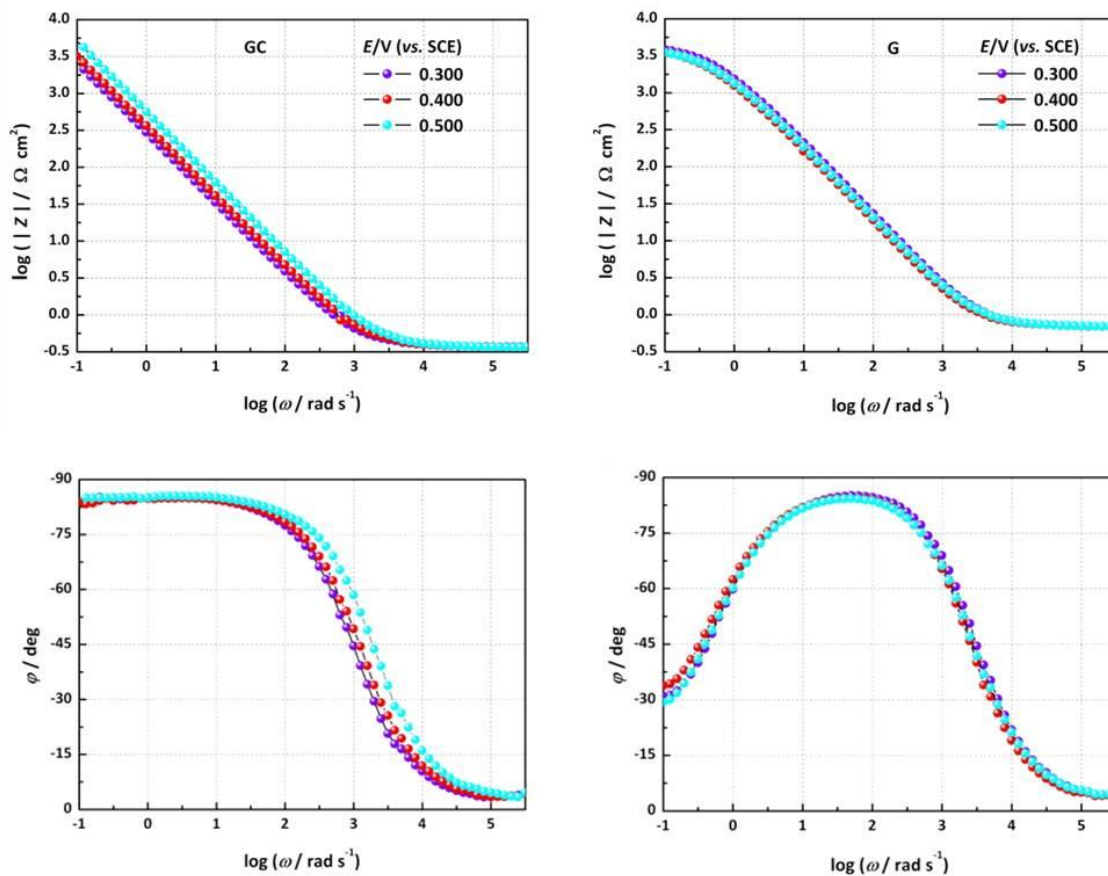 GC
E/V (vs. SCE)
0.300
0.400
0.500
4.0
3.5
3.0
2.5
2.0
1.5
1.0
0.5
0.0
-0.5
log (|Z| / Ω cm²)
-1 0 1 2 3 4 5
log (ω / rad s⁻¹)
G
E/V (vs. SCE)
0.300
0.400
0.500
4.0
3.5
3.0
2.5
2.0
1.5
1.0
0.5
0.0
-0.5
log (|Z| / Ω cm²)
-1 0 1 2 3 4 5
log (ω / rad s⁻¹)
-90
-75
-60
-45
-30
-15
0
φ / deg
-1 0 1 2 3 4 5
log (ω / rad s⁻¹)
-90
-75
-60
-45
-30
-15
0
φ / deg
-1 0 1 2 3 4 5
log (ω / rad s⁻¹)